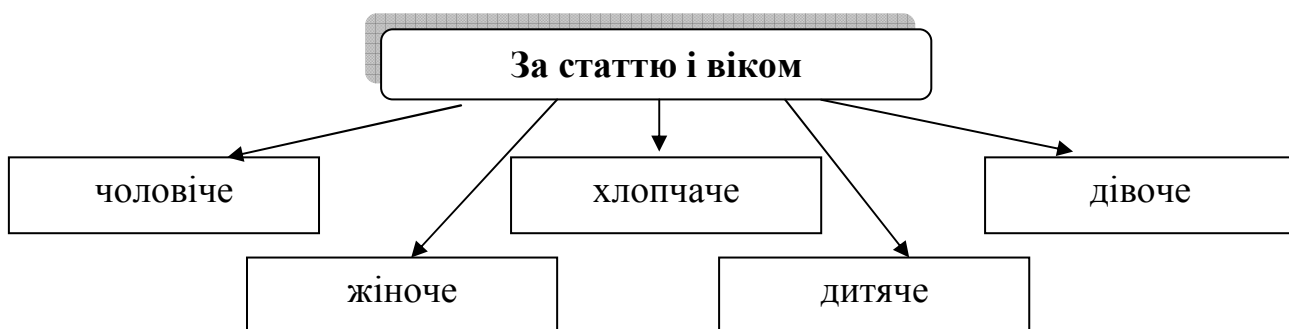 За статтю і віком
чоловіче
хлопчаче
дівоче
жіноче
дитяче